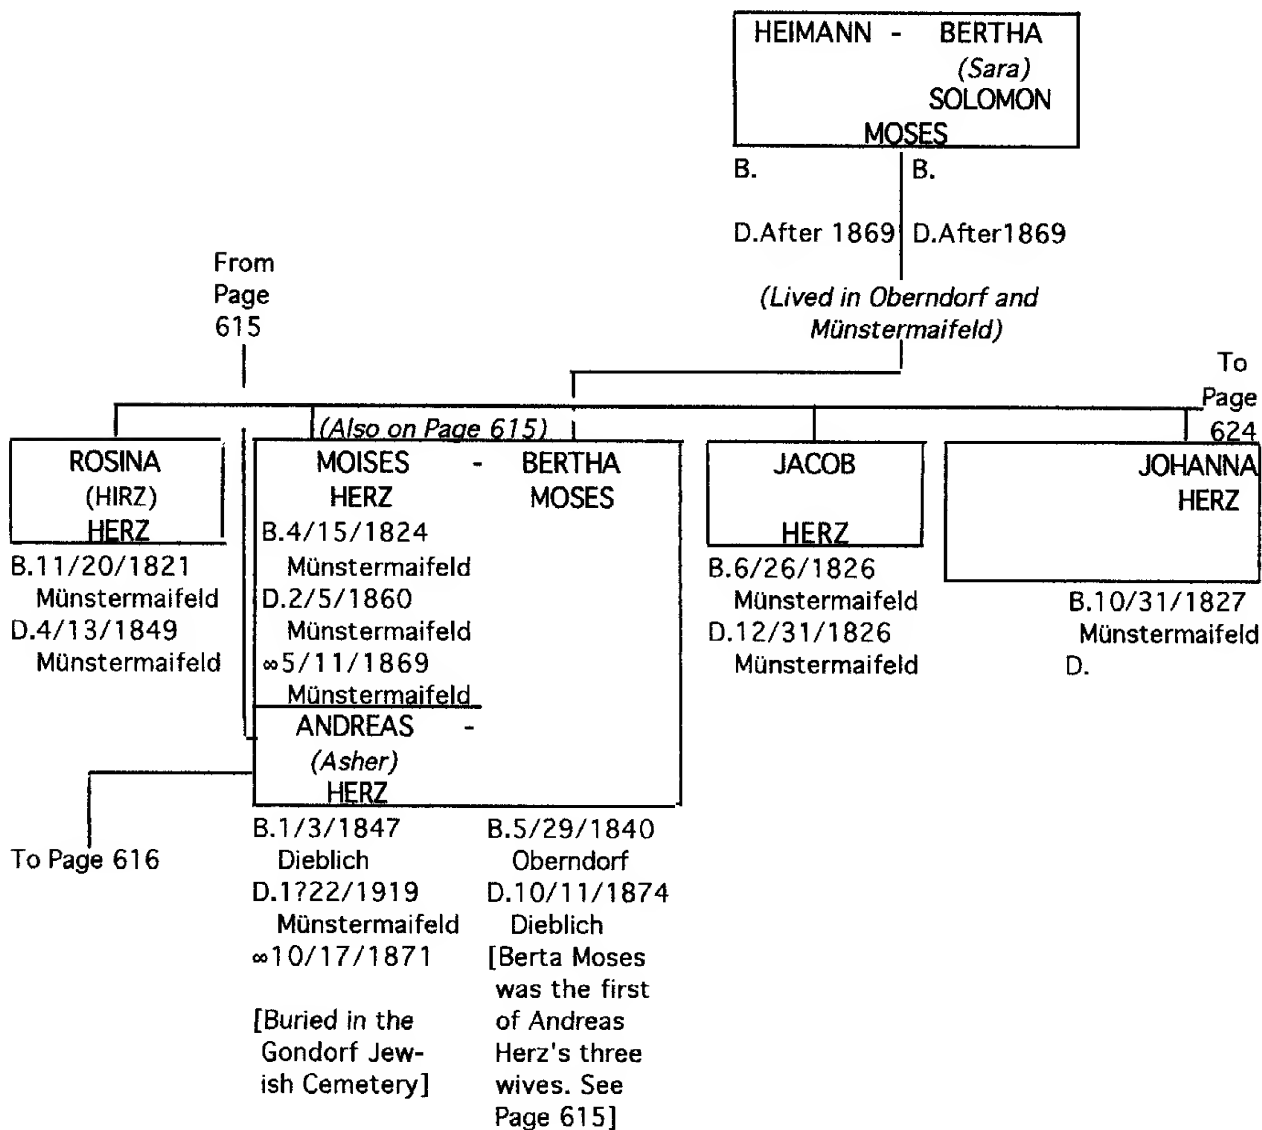 HEIMANN - BERTHA
(Sara)
SOLOMON
MOSES
B. B.
D.After 1869 D.After1869
(Lived in Oberndorf and
Münstermaifeld)
From
Page
615
To
Page
624
(Also on Page 615)
ROSINA
(HIRZ)
HERZ
B.11/20/1821
Münstermaifeld
D.4/13/1849
Münstermaifeld
MOISES - BERTHA
HERZ MOSES
B.4/15/1824
Münstermaifeld
D.2/5/1860
Münstermaifeld
∞5/11/1869
Münstermaifeld
ANDREAS -
(Asher)
HERZ
JACOB
HERZ
B.6/26/1826
Münstermaifeld
D.12/31/1826
Münstermaifeld
JOHANNA
HERZ
B.10/31/1827
Münstermaifeld
D.
To Page 616
B.1/3/1847
Dieblich
D.1?22/1919
Münstermaifeld
∞10/17/1871
[Buried in the
Gondorf Jew-
ish Cemetery]
B.5/29/1840
Oberndorf
D.10/11/1874
Dieblich
[Berta Moses
was the first
of Andreas
Herz's three
wives. See
Page 615]